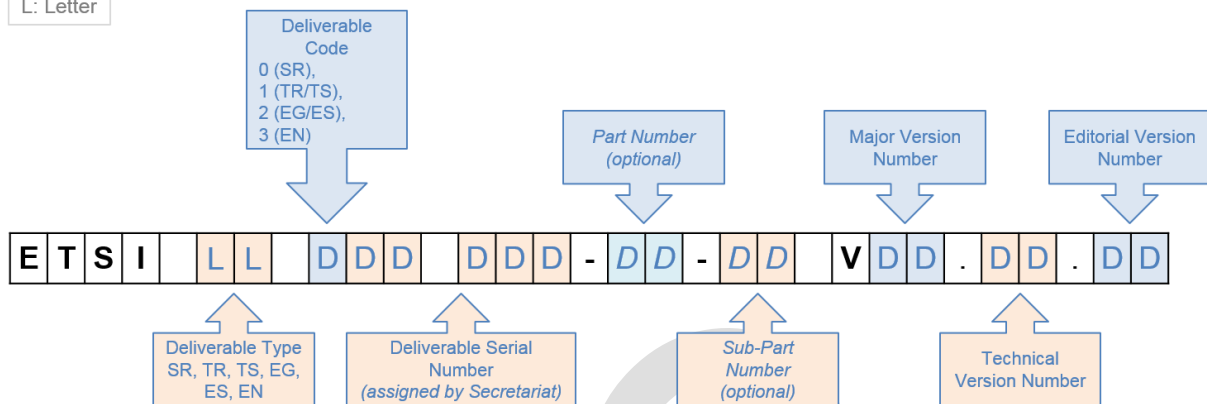 L: Letter
Deliverable
Code
0 (SR),
1 (TR/TS),
2 (EG/ES),
3 (EN)
Part Number
(optional)
Major Version
Number
Editorial Version
Number
E T S I L L D D D D D D - D D - D D V D D . D D . D D
Deliverable Type
SR, TR, TS, EG,
ES, EN
Deliverable Serial
Number
(assigned by Secretariat)
Sub-Part
Number
(optional)
Technical
Version Number